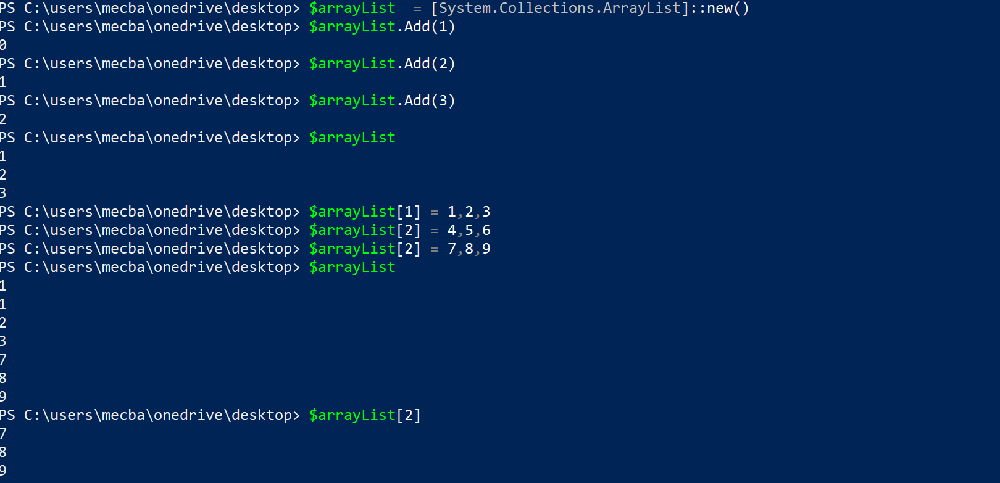 PS C:\users\mecba\onedrive\desktop> $arrayList  = [System.Collections.ArrayList]::new()
PS C:\users\mecba\onedrive\desktop> $arrayList.Add(1)
0
PS C:\users\mecba\onedrive\desktop> $arrayList.Add(2)
1
PS C:\users\mecba\onedrive\desktop> $arrayList.Add(3)
2
PS C:\users\mecba\onedrive\desktop> $arrayList
1
2
3
PS C:\users\mecba\onedrive\desktop> $arrayList[1] = 1,2,3
PS C:\users\mecba\onedrive\desktop> $arrayList[2] = 4,5,6
PS C:\users\mecba\onedrive\desktop> $arrayList[2] = 7,8,9
PS C:\users\mecba\onedrive\desktop> $arrayList
1
1
2
3
7
8
9
PS C:\users\mecba\onedrive\desktop> $arrayList[2]
7
8
9